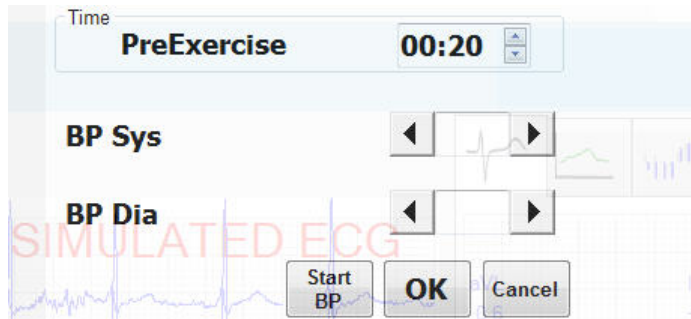 Time
PreExercise 00:20
BP Sys
BP Dia
SIMULATED ECG
Start
BP
OK
Cancel